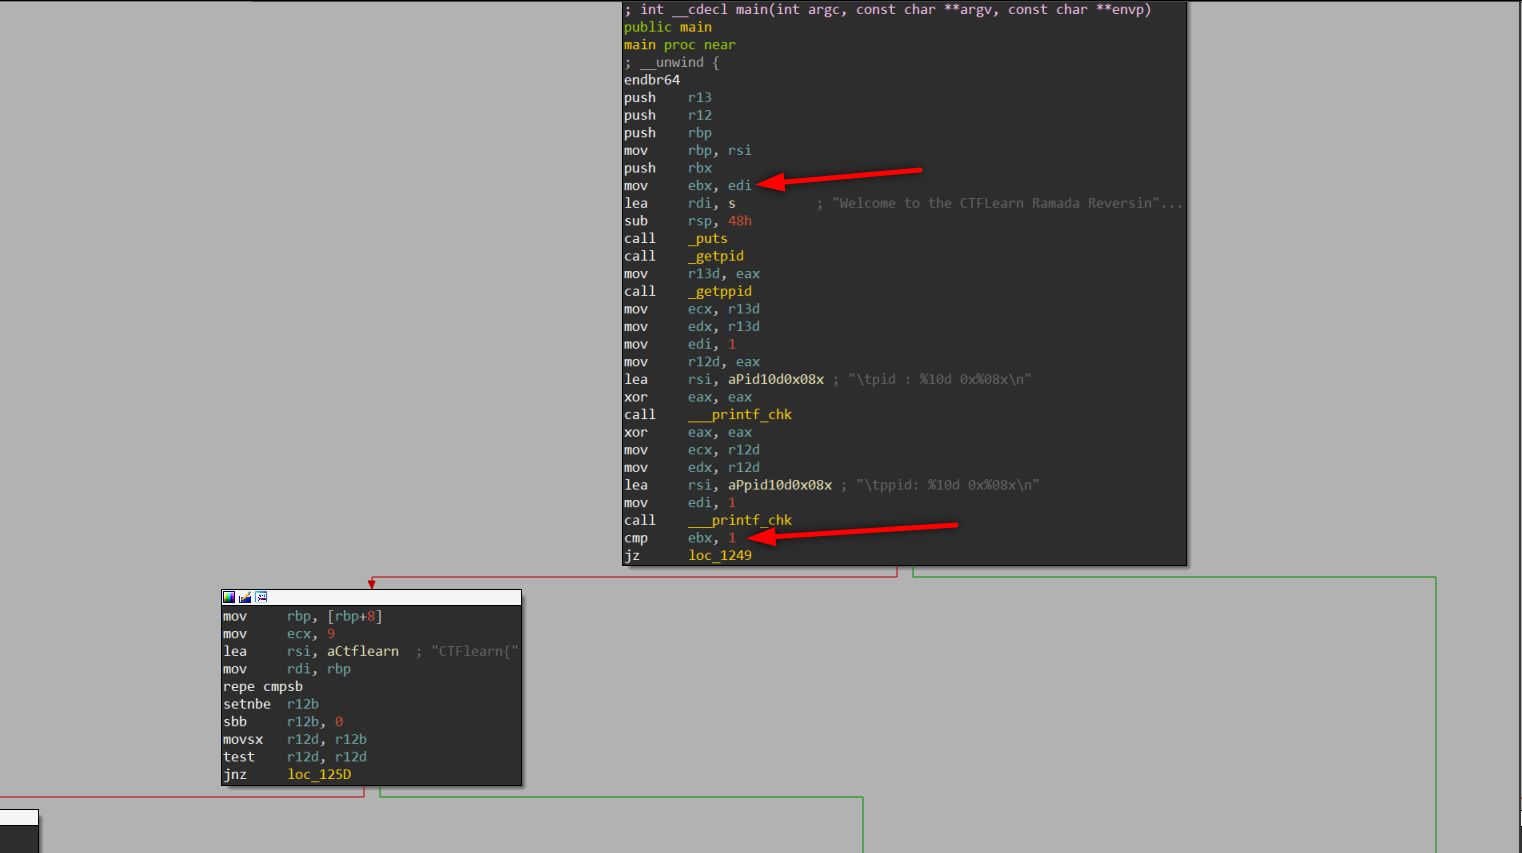 ; int __cdecl main(int argc, const char **argv, const char **envp)
public main
main proc near
; __unwind {
endbr64
push r13
push r12
push rbp
mov rbp, rsi
push rbx
mov ebx, edi
lea rdi, s ; "Welcome to the CTFLearn Ramada Reversin"...
sub rsp, 48h
call _puts
call _getpid
mov r13d, eax
call _getppid
mov ecx, r13d
mov edx, r13d
mov edi, 1
mov r12d, eax
lea rsi, aPid10d0x08x ; "\tpid : %10d 0x%08x\n"
xor eax, eax
call ___printf_chk
xor eax, eax
mov ecx, r12d
mov edx, r12d
lea rsi, aPpid10d0x08x ; "\tppid: %10d 0x%08x\n"
mov edi, 1
call ___printf_chk
cmp ebx, 1
jz loc_1249
mov rbp, [rbp+8]
mov ecx, 9
lea rsi, aCtflearn ; "CTFlearn{"
mov rdi, rbp
repe cmpsb
setnbe r12b
sbb r12b, 0
movsx r12d, r12b
test r12d, r12d
jnz loc_125D